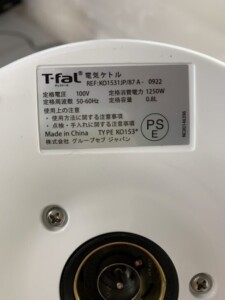 T-fal 電気ケトル
REF:KO1531JP/87 A - 0922
定格電圧 100V 定格消費電力 1250W
定格周波数 50-60Hz 定格容量 0.8L
使用上の注意
・使用方法に関する注意事項
・点検・手入れに関する注意事項
Made in China TYPE KO153*
株式会社 グループセブ ジャパン
PS
E